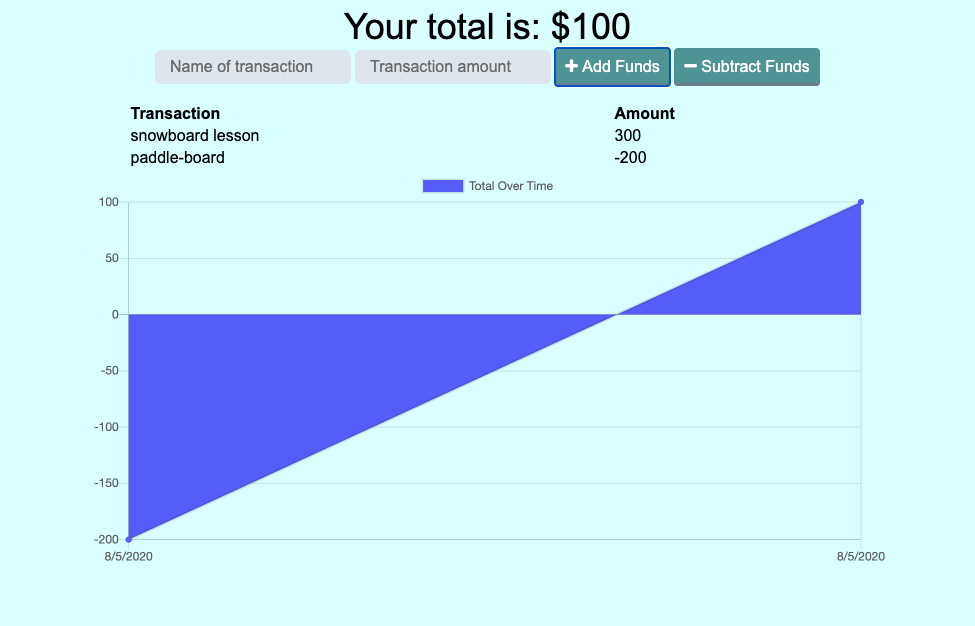 Your total is: $100
Name of transaction Transaction amount Add Funds Subtract Funds
Transaction Amount
snowboard lesson 300
paddle-board -200
Total Over Time
100
50
0
-50
-100
-150
-200
8/5/2020 8/5/2020